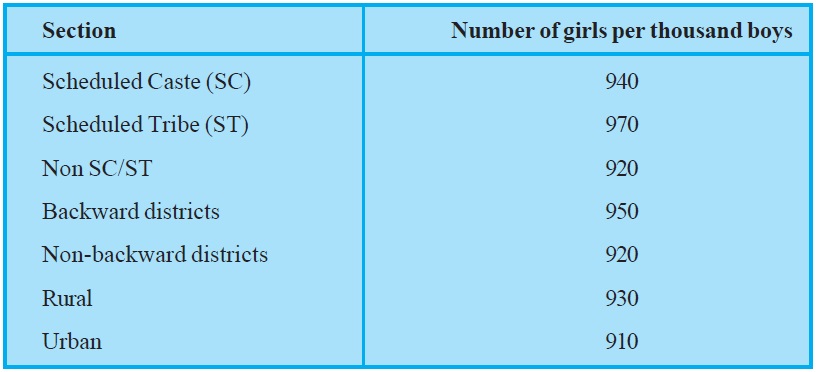 Section Number of girls per thousand boys
Scheduled Caste (SC) 940
Scheduled Tribe (ST) 970
Non SC/ST 920
Backward districts 950
Non-backward districts 920
Rural 930
Urban 910